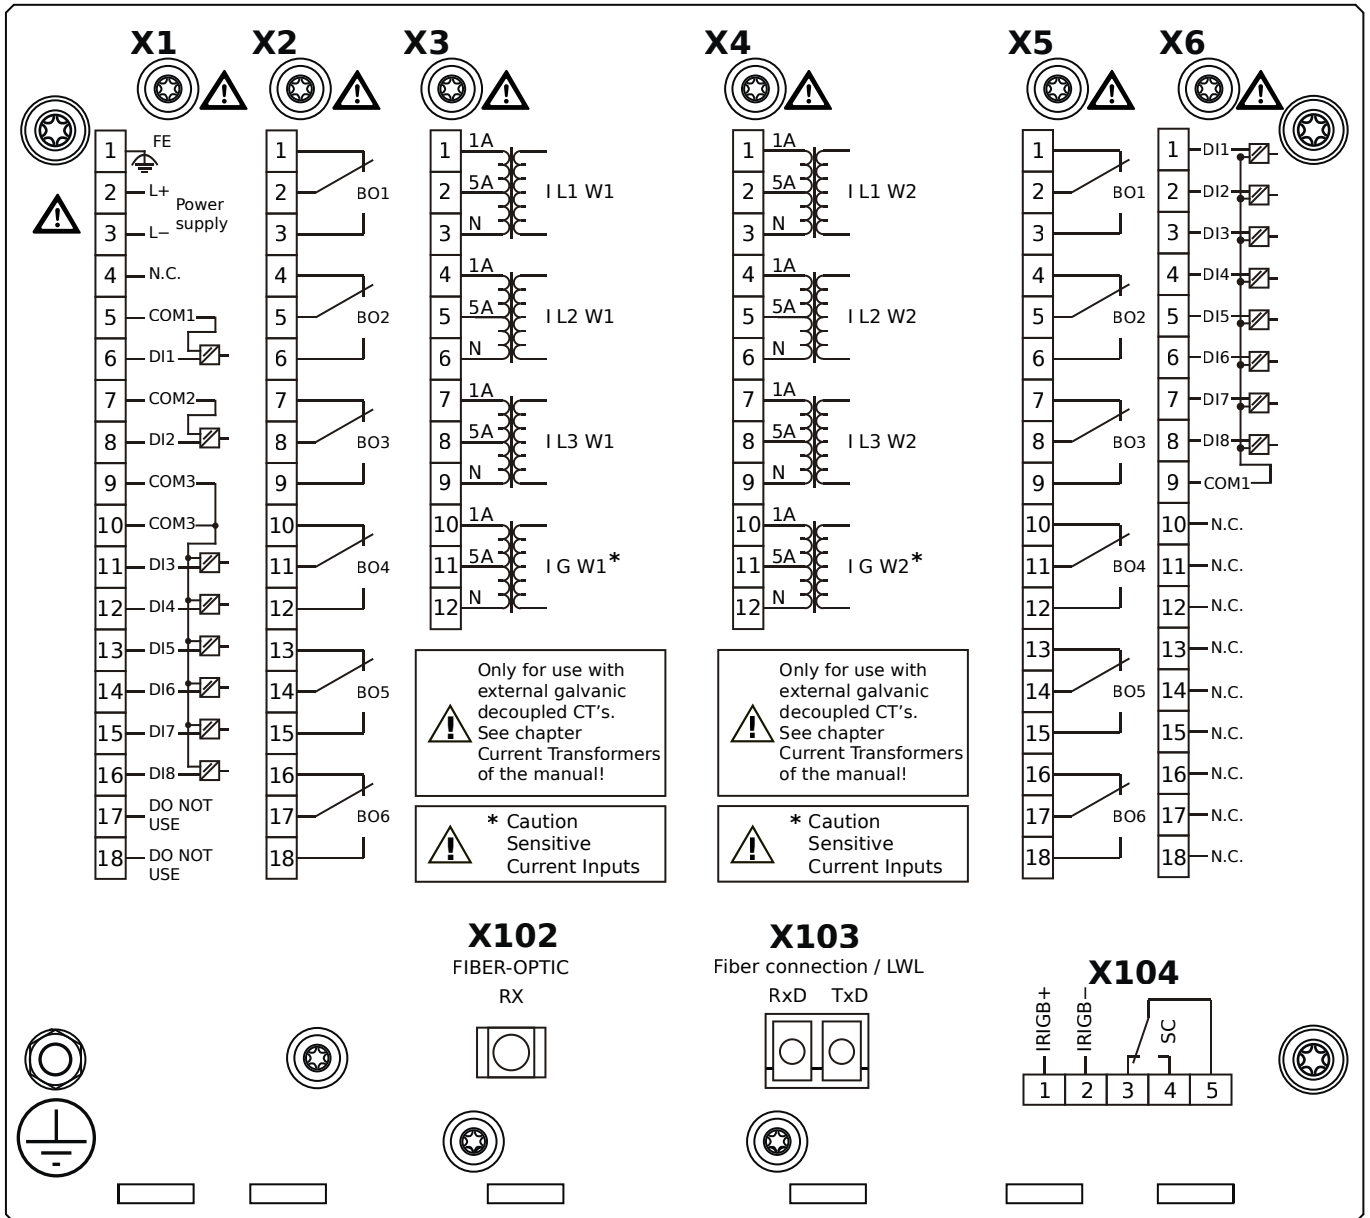 X1
X2
X3
X4
X5
X6
1
FE
2
L+
Power
supply
3
L−
4
N.C.
5
COM1
6
DI1
7
COM2
8
DI2
9
COM3
10
COM3
11
DI3
12
DI4
13
DI5
14
DI6
15
DI7
16
DI8
17
DO NOT
USE
18
DO NOT
USE
1
2
BO1
3
4
5
BO2
6
7
8
BO3
9
10
11
BO4
12
13
14
BO5
15
16
17
BO6
18
1
1A
2
5A
I L1 W1
3
N
4
1A
5
5A
I L2 W1
6
N
7
1A
8
5A
I L3 W1
9
N
10
1A
11
5A
I G W1*
12
N
Only for use with
external galvanic
decoupled CT's.
See chapter
Current Transformers
of the manual!
* Caution
Sensitive
Current Inputs
1
1A
2
5A
I L1 W2
3
N
4
1A
5
5A
I L2 W2
6
N
7
1A
8
5A
I L3 W2
9
N
10
1A
11
5A
I G W2*
12
N
Only for use with
external galvanic
decoupled CT's.
See chapter
Current Transformers
of the manual!
* Caution
Sensitive
Current Inputs
1
2
BO1
3
4
5
BO2
6
7
8
BO3
9
10
11
BO4
12
13
14
BO5
15
16
17
BO6
18
1
DI1
2
DI2
3
DI3
4
DI4
5
DI5
6
DI6
7
DI7
8
DI8
9
COM1
10
N.C.
11
N.C.
12
N.C.
13
N.C.
14
N.C.
15
N.C.
16
N.C.
17
N.C.
18
N.C.
X102
FIBER-OPTIC
RX
X103
Fiber connection / LWL
RxD TxD
X104
IRIGB+
IRIGB−
SC
1 2 3 4 5